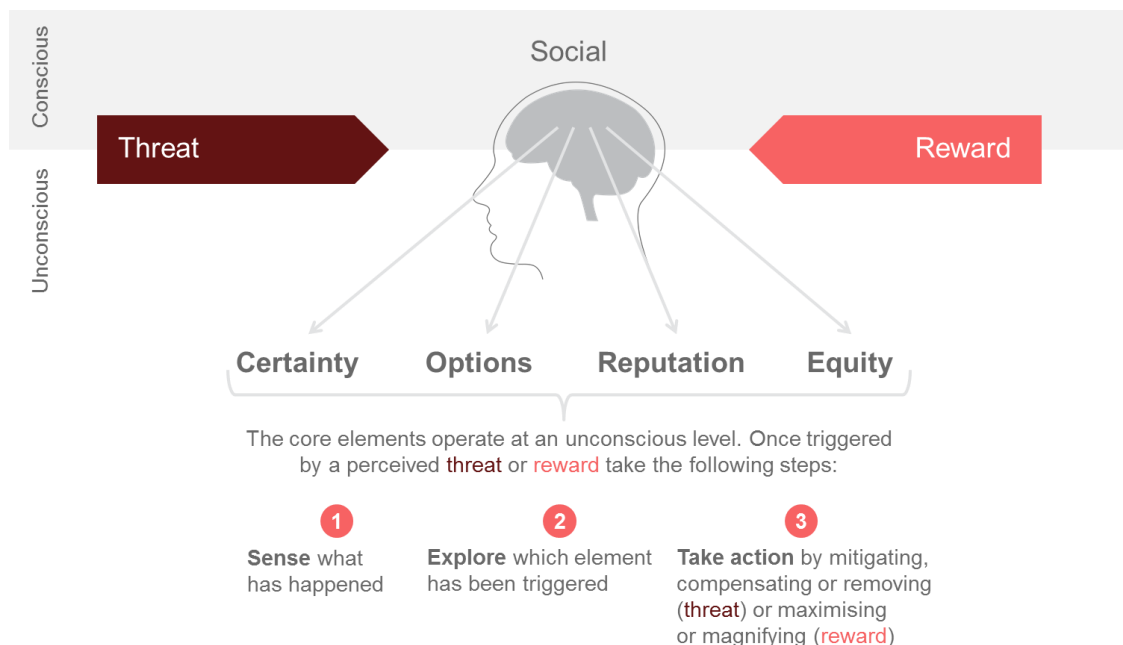 Conscious
Social
Threat
Reward
Unconscious
Certainty
Options
Reputation
Equity
The core elements operate at an unconscious level. Once triggered
by a perceived threat or reward take the following steps:
1
Sense what
has happened
2
Explore which element
has been triggered
3
Take action by mitigating,
compensating or removing
(threat) or maximising
or magnifying (reward)